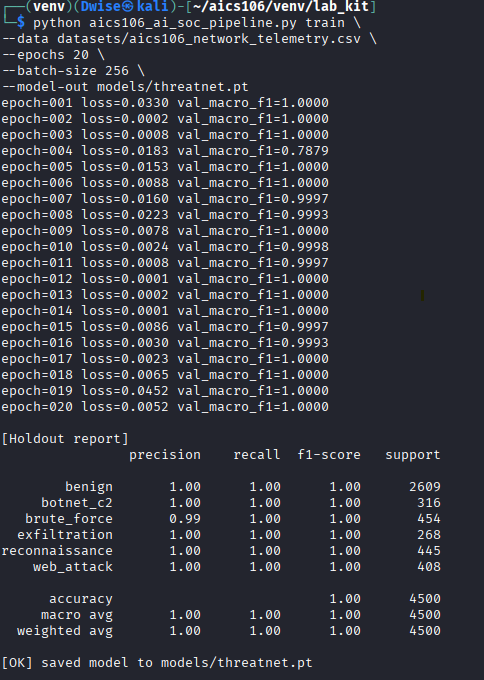 ┌──(venv)(Dwise㉿kali)-[~/aics106/venv/lab_kit]
└─$ python aics106_ai_soc_pipeline.py train \
--data datasets/aics106_network_telemetry.csv \
--epochs 20 \
--batch-size 256 \
--model-out models/threatnet.pt
epoch=001 loss=0.0330 val_macro_f1=1.0000
epoch=002 loss=0.0002 val_macro_f1=1.0000
epoch=003 loss=0.0008 val_macro_f1=1.0000
epoch=004 loss=0.0183 val_macro_f1=0.7879
epoch=005 loss=0.0153 val_macro_f1=1.0000
epoch=006 loss=0.0088 val_macro_f1=1.0000
epoch=007 loss=0.0160 val_macro_f1=0.9997
epoch=008 loss=0.0223 val_macro_f1=0.9993
epoch=009 loss=0.0078 val_macro_f1=1.0000
epoch=010 loss=0.0024 val_macro_f1=0.9998
epoch=011 loss=0.0008 val_macro_f1=0.9997
epoch=012 loss=0.0001 val_macro_f1=1.0000
epoch=013 loss=0.0002 val_macro_f1=1.0000
epoch=014 loss=0.0001 val_macro_f1=1.0000
epoch=015 loss=0.0086 val_macro_f1=0.9997
epoch=016 loss=0.0030 val_macro_f1=0.9993
epoch=017 loss=0.0023 val_macro_f1=1.0000
epoch=018 loss=0.0065 val_macro_f1=1.0000
epoch=019 loss=0.0452 val_macro_f1=1.0000
epoch=020 loss=0.0052 val_macro_f1=1.0000
[Holdout report]
precision recall f1-score support
benign 1.00 1.00 1.00 2609
botnet_c2 1.00 1.00 1.00 316
brute_force 0.99 1.00 1.00 454
exfiltration 1.00 1.00 1.00 268
reconnaissance 1.00 1.00 1.00 445
web_attack 1.00 1.00 1.00 408
accuracy 1.00 4500
macro avg 1.00 1.00 1.00 4500
weighted avg 1.00 1.00 1.00 4500
[OK] saved model to models/threatnet.pt